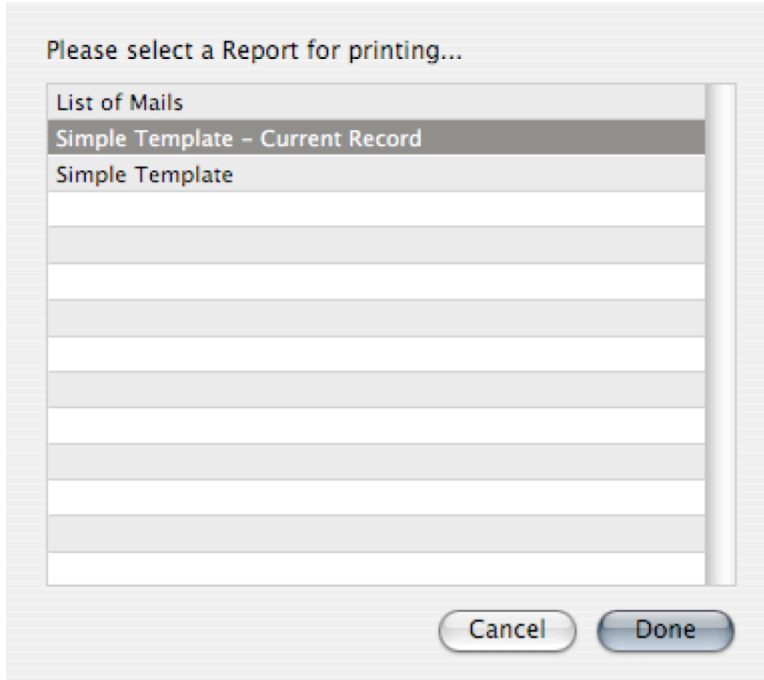 Please select a Report for printing...
List of Mails
Simple Template – Current Record
Simple Template
Cancel
Done